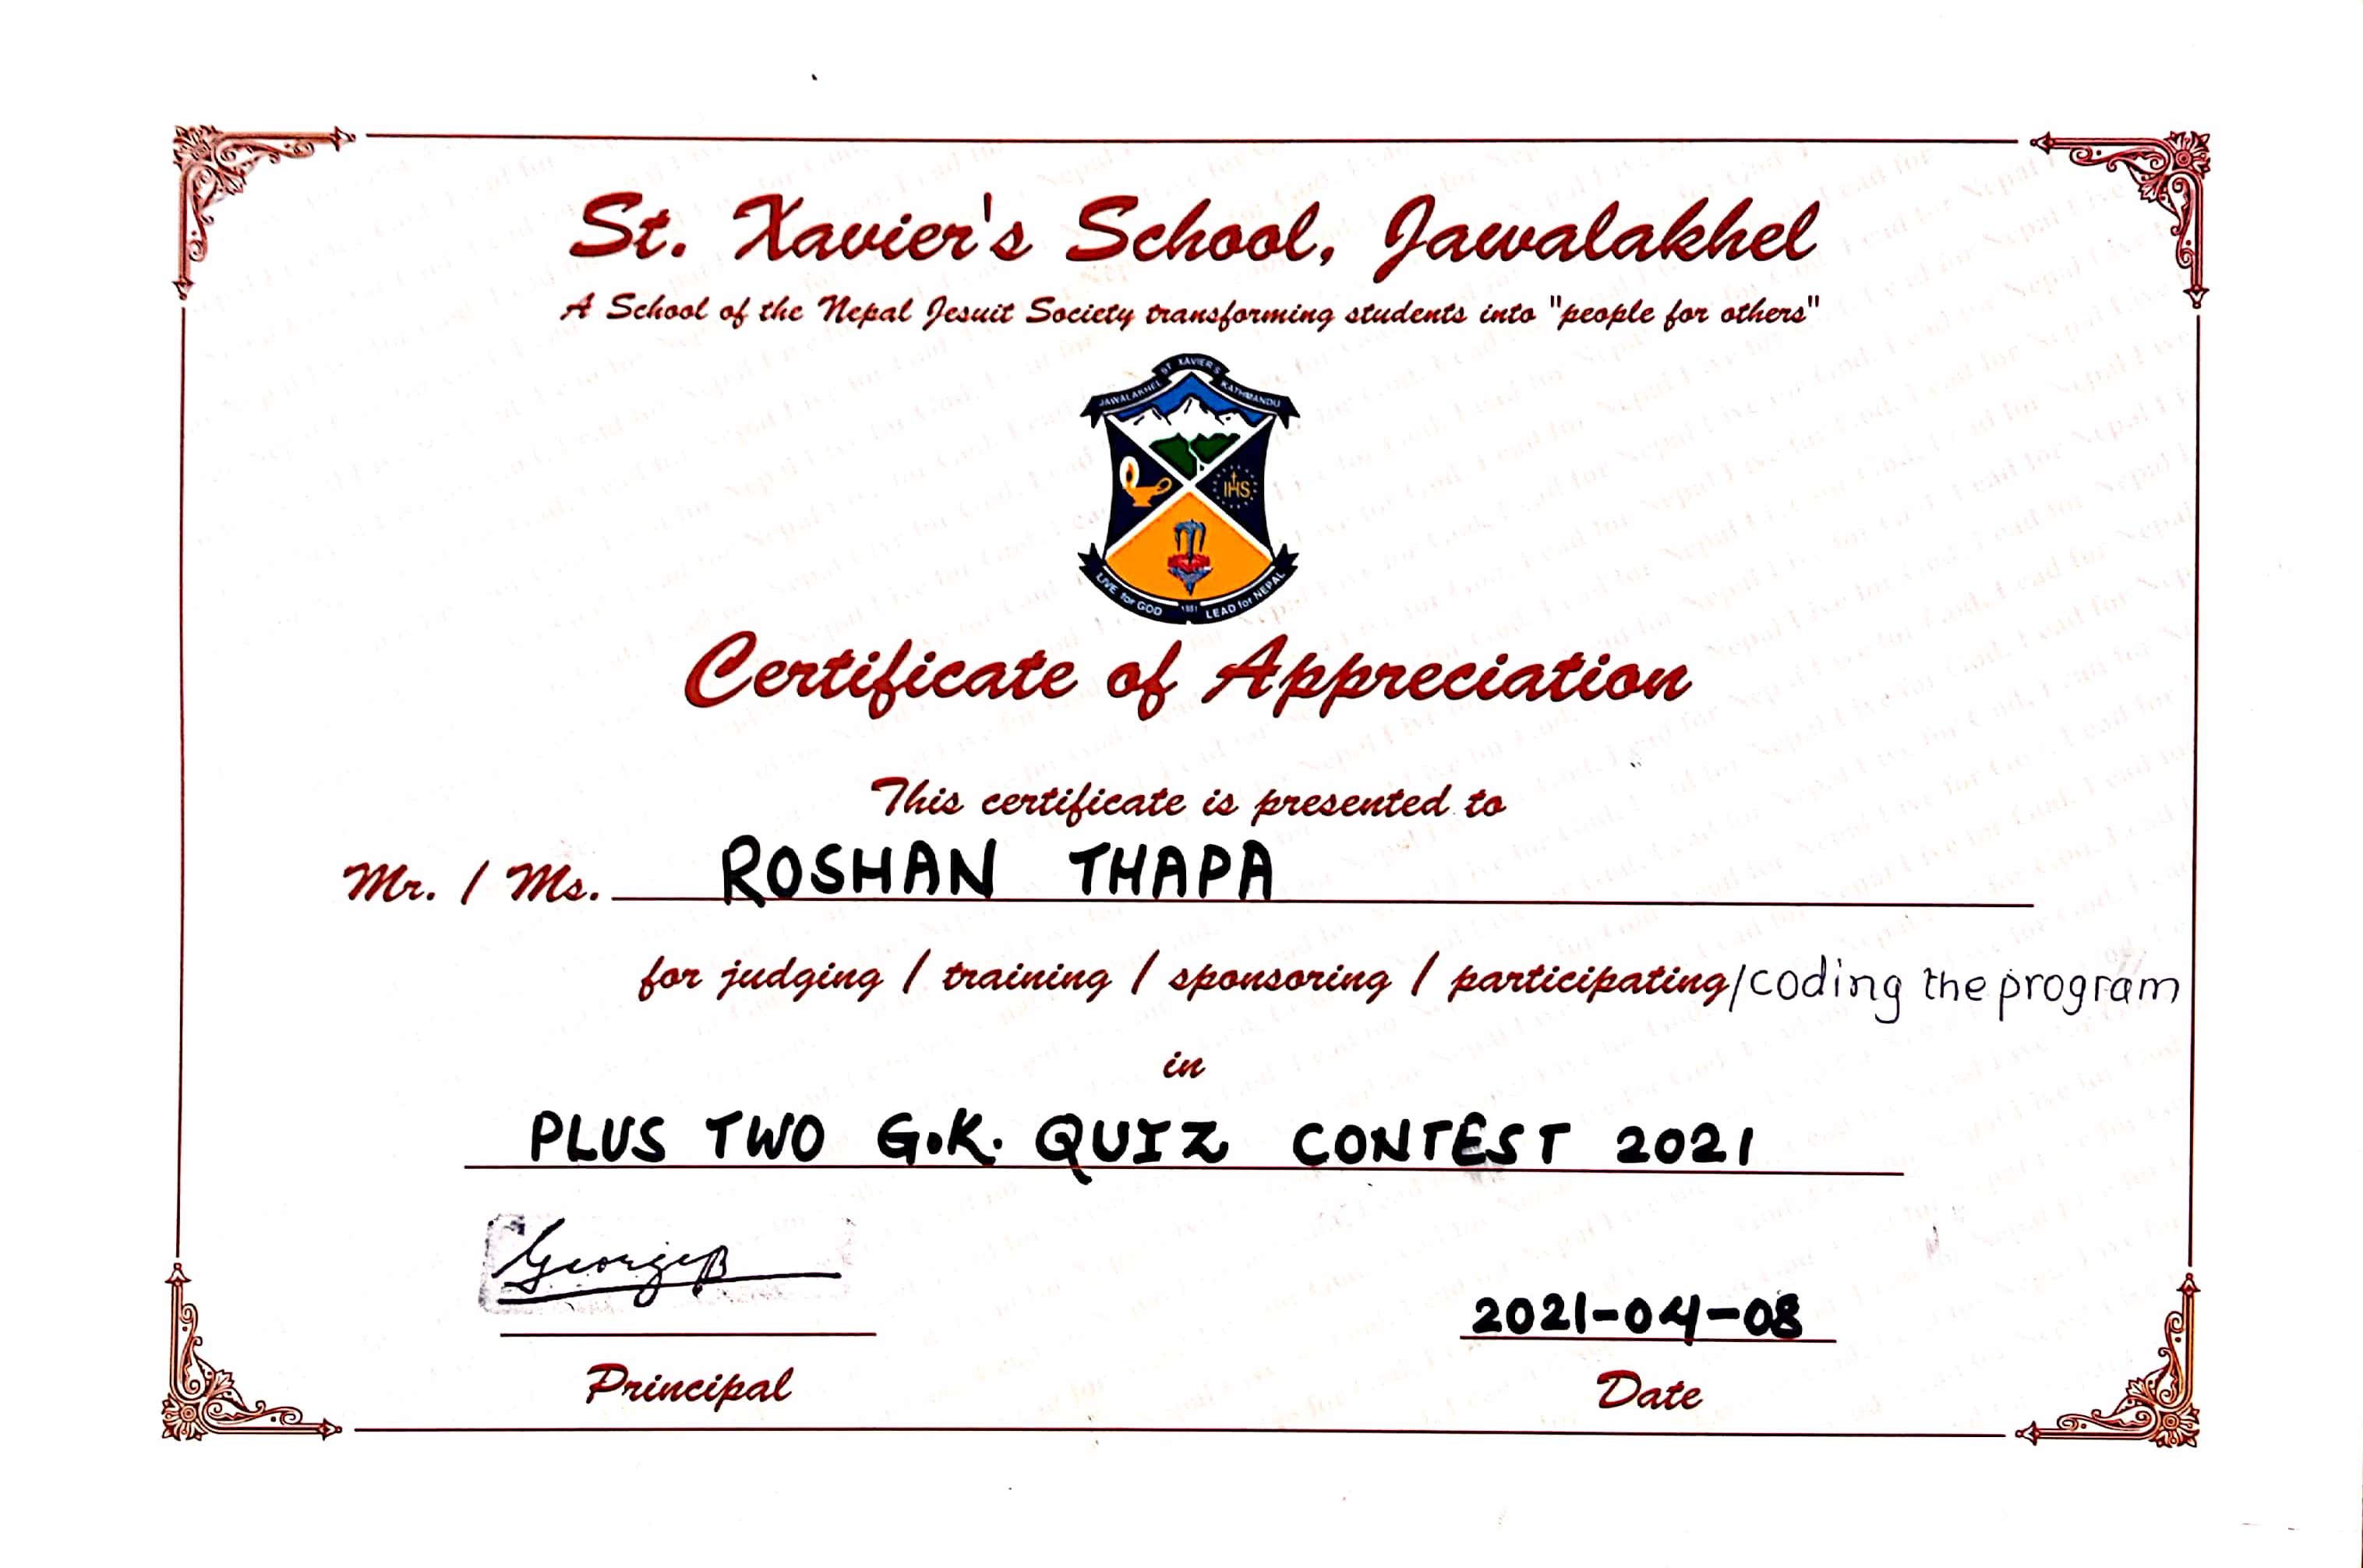 St. Xavier's School, Jawalakhel
A School of the Nepal Jesuit Society transforming students into "people for others"
ST. XAVIER'S
JAWALAKHEL KATHMANDU
IHS
LIVE for GOD LEAD for NEPAL
Certificate of Appreciation
This certificate is presented to
Mr. / Ms. ROSHAN THAPA
for judging / training / sponsoring / participating/coding the program
in
PLUS TWO G.K. QUIZ CONTEST 2021
2021-04-08
Principal Date